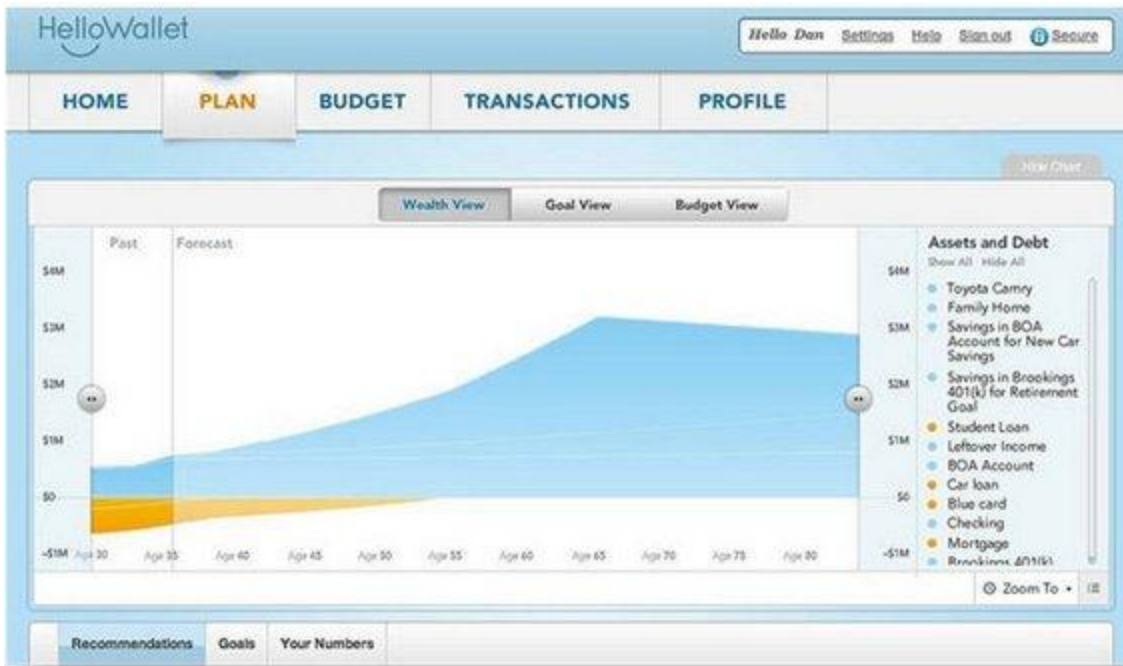 HelloWallet
Hello Dan Settings Help Sign out Secure
HOME PLAN BUDGET TRANSACTIONS PROFILE
Hide Chart
Wealth View Goal View Budget View
Past Forecast
$4M
$3M
$2M
$1M
$0
-$1M
Age 30 Age 35 Age 40 Age 45 Age 50 Age 55 Age 60 Age 65 Age 70 Age 75 Age 80
$4M
$3M
$2M
$1M
$0
-$1M
Assets and Debt
Show All Hide All
Toyota Camry
Family Home
Savings in BOA
Account for New Car
Savings
Savings in Brookings
401(k) for Retirement
Goal
Student Loan
Leftover Income
BOA Account
Car loan
Blue card
Checking
Mortgage
Brookings 401(k)
Zoom To
Recommendations Goals Your Numbers